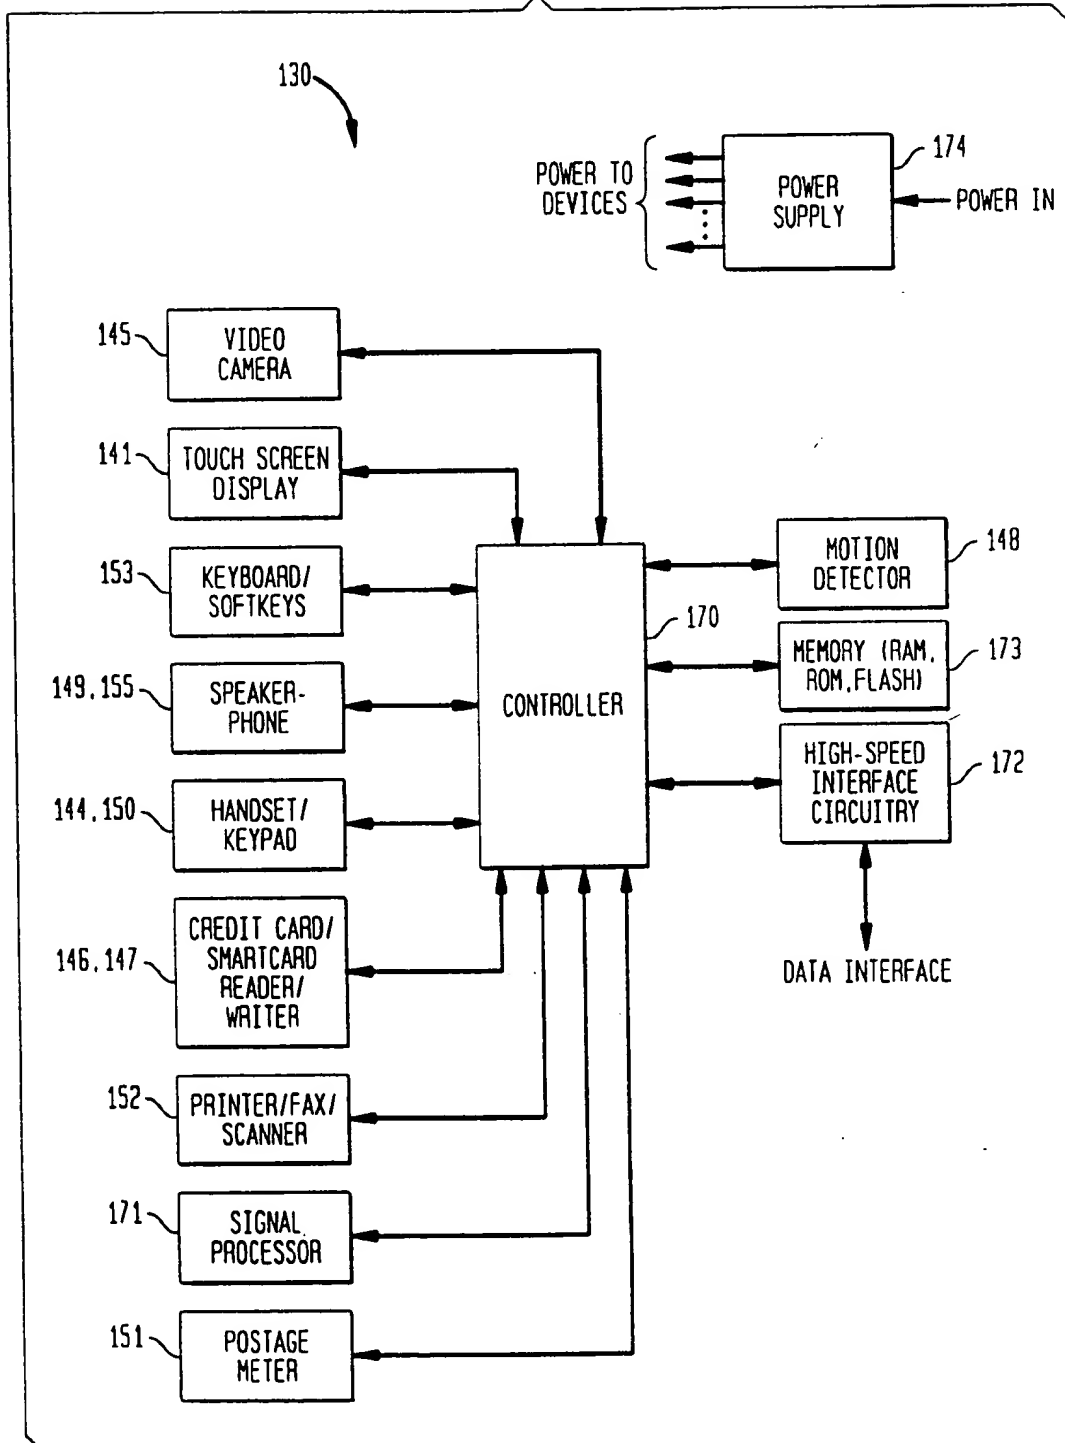 130
POWER TO
DEVICES
POWER
SUPPLY
174
POWER IN
145
VIDEO
CAMERA
141
TOUCH SCREEN
DISPLAY
153
KEYBOARD/
SOFTKEYS
149,155
SPEAKER-
PHONE
144,150
HANDSET/
KEYPAD
146,147
CREDIT CARD/
SMARTCARD
READER/
WRITER
152
PRINTER/FAX/
SCANNER
171
SIGNAL
PROCESSOR
151
POSTAGE
METER
CONTROLLER
170
MOTION
DETECTOR
148
MEMORY (RAM,
ROM,FLASH)
173
HIGH-SPEED
INTERFACE
CIRCUITRY
172
DATA INTERFACE